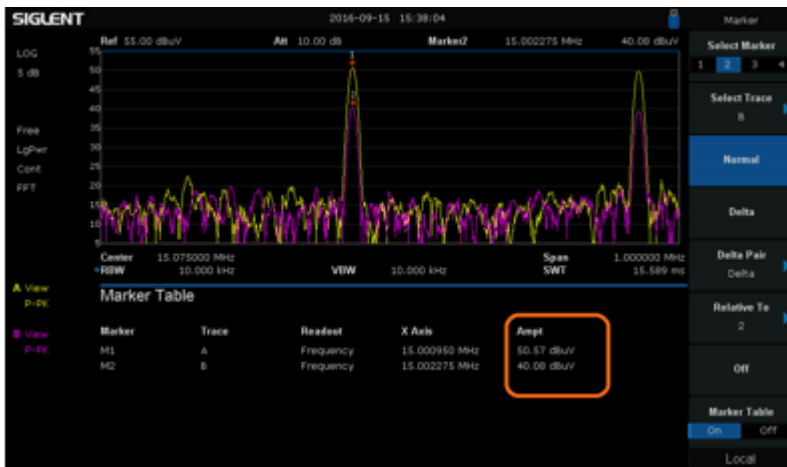 SIGLENT 2016-09-15 15:38:04 Marker
Ref 55.00 dBuV Att 10.00 dB Marker2 15.002275 MHz 40.08 dBuV
Select Marker
1 2 3 4
LOG
5 dB
55
50
45
40
35
30
25
20
15
10
5
1
2
Select Trace
B
Free
LgPwr
Cont
FFT
Normal
Delta
Center 15.075000 MHz Span 1.000000 MHz
RBW 10.000 kHz VBW 10.000 kHz SWT 15.589 ms
Delta Pair
Delta
A View
P-PK
Marker Table
Relative To
2
B View
P-PK
Marker Trace Readout X Axis Ampt
M1 A Frequency 15.000950 MHz 50.57 dBuV
M2 B Frequency 15.002275 MHz 40.08 dBuV
Off
Marker Table
On Off
Local